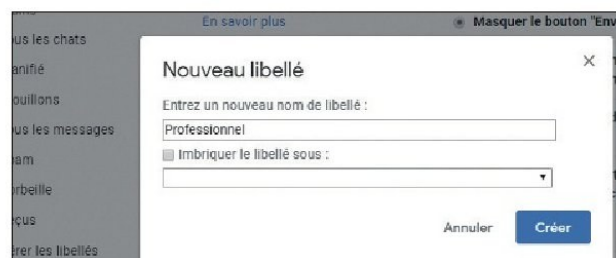 En savoir plus
Masquer le bouton "Env
us les chats
anifié
ouillons
us les messages
am
rbeille
çus
rer les libellés
Nouveau libellé
Entrez un nouveau nom de libellé :
Professionnel
Imbriquer le libellé sous :
Annuler
Créer